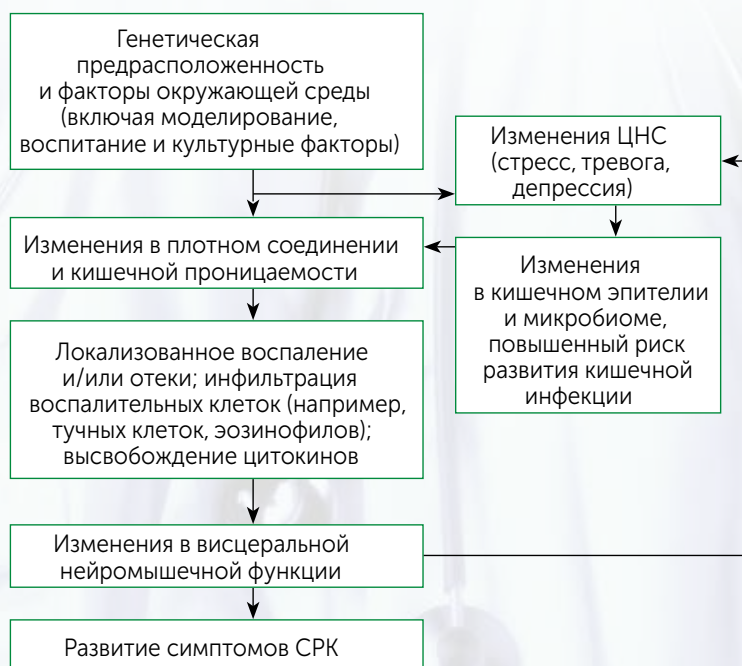 Генетическая
предрасположенность
и факторы окружающей среды
(включая моделирование,
воспитание и культурные факторы)
Изменения ЦНС
(стресс, тревога,
депрессия)
Изменения в плотном соединении
и кишечной проницаемости
Изменения
в кишечном эпителии
и микробиоме,
повышенный риск
развития кишечной
инфекции
Локализованное воспаление
и/или отеки; инфильтрация
воспалительных клеток (например,
тучных клеток, эозинофилов);
высвобождение цитокинов
Изменения в висцеральной
нейромышечной функции
Развитие симптомов СРК